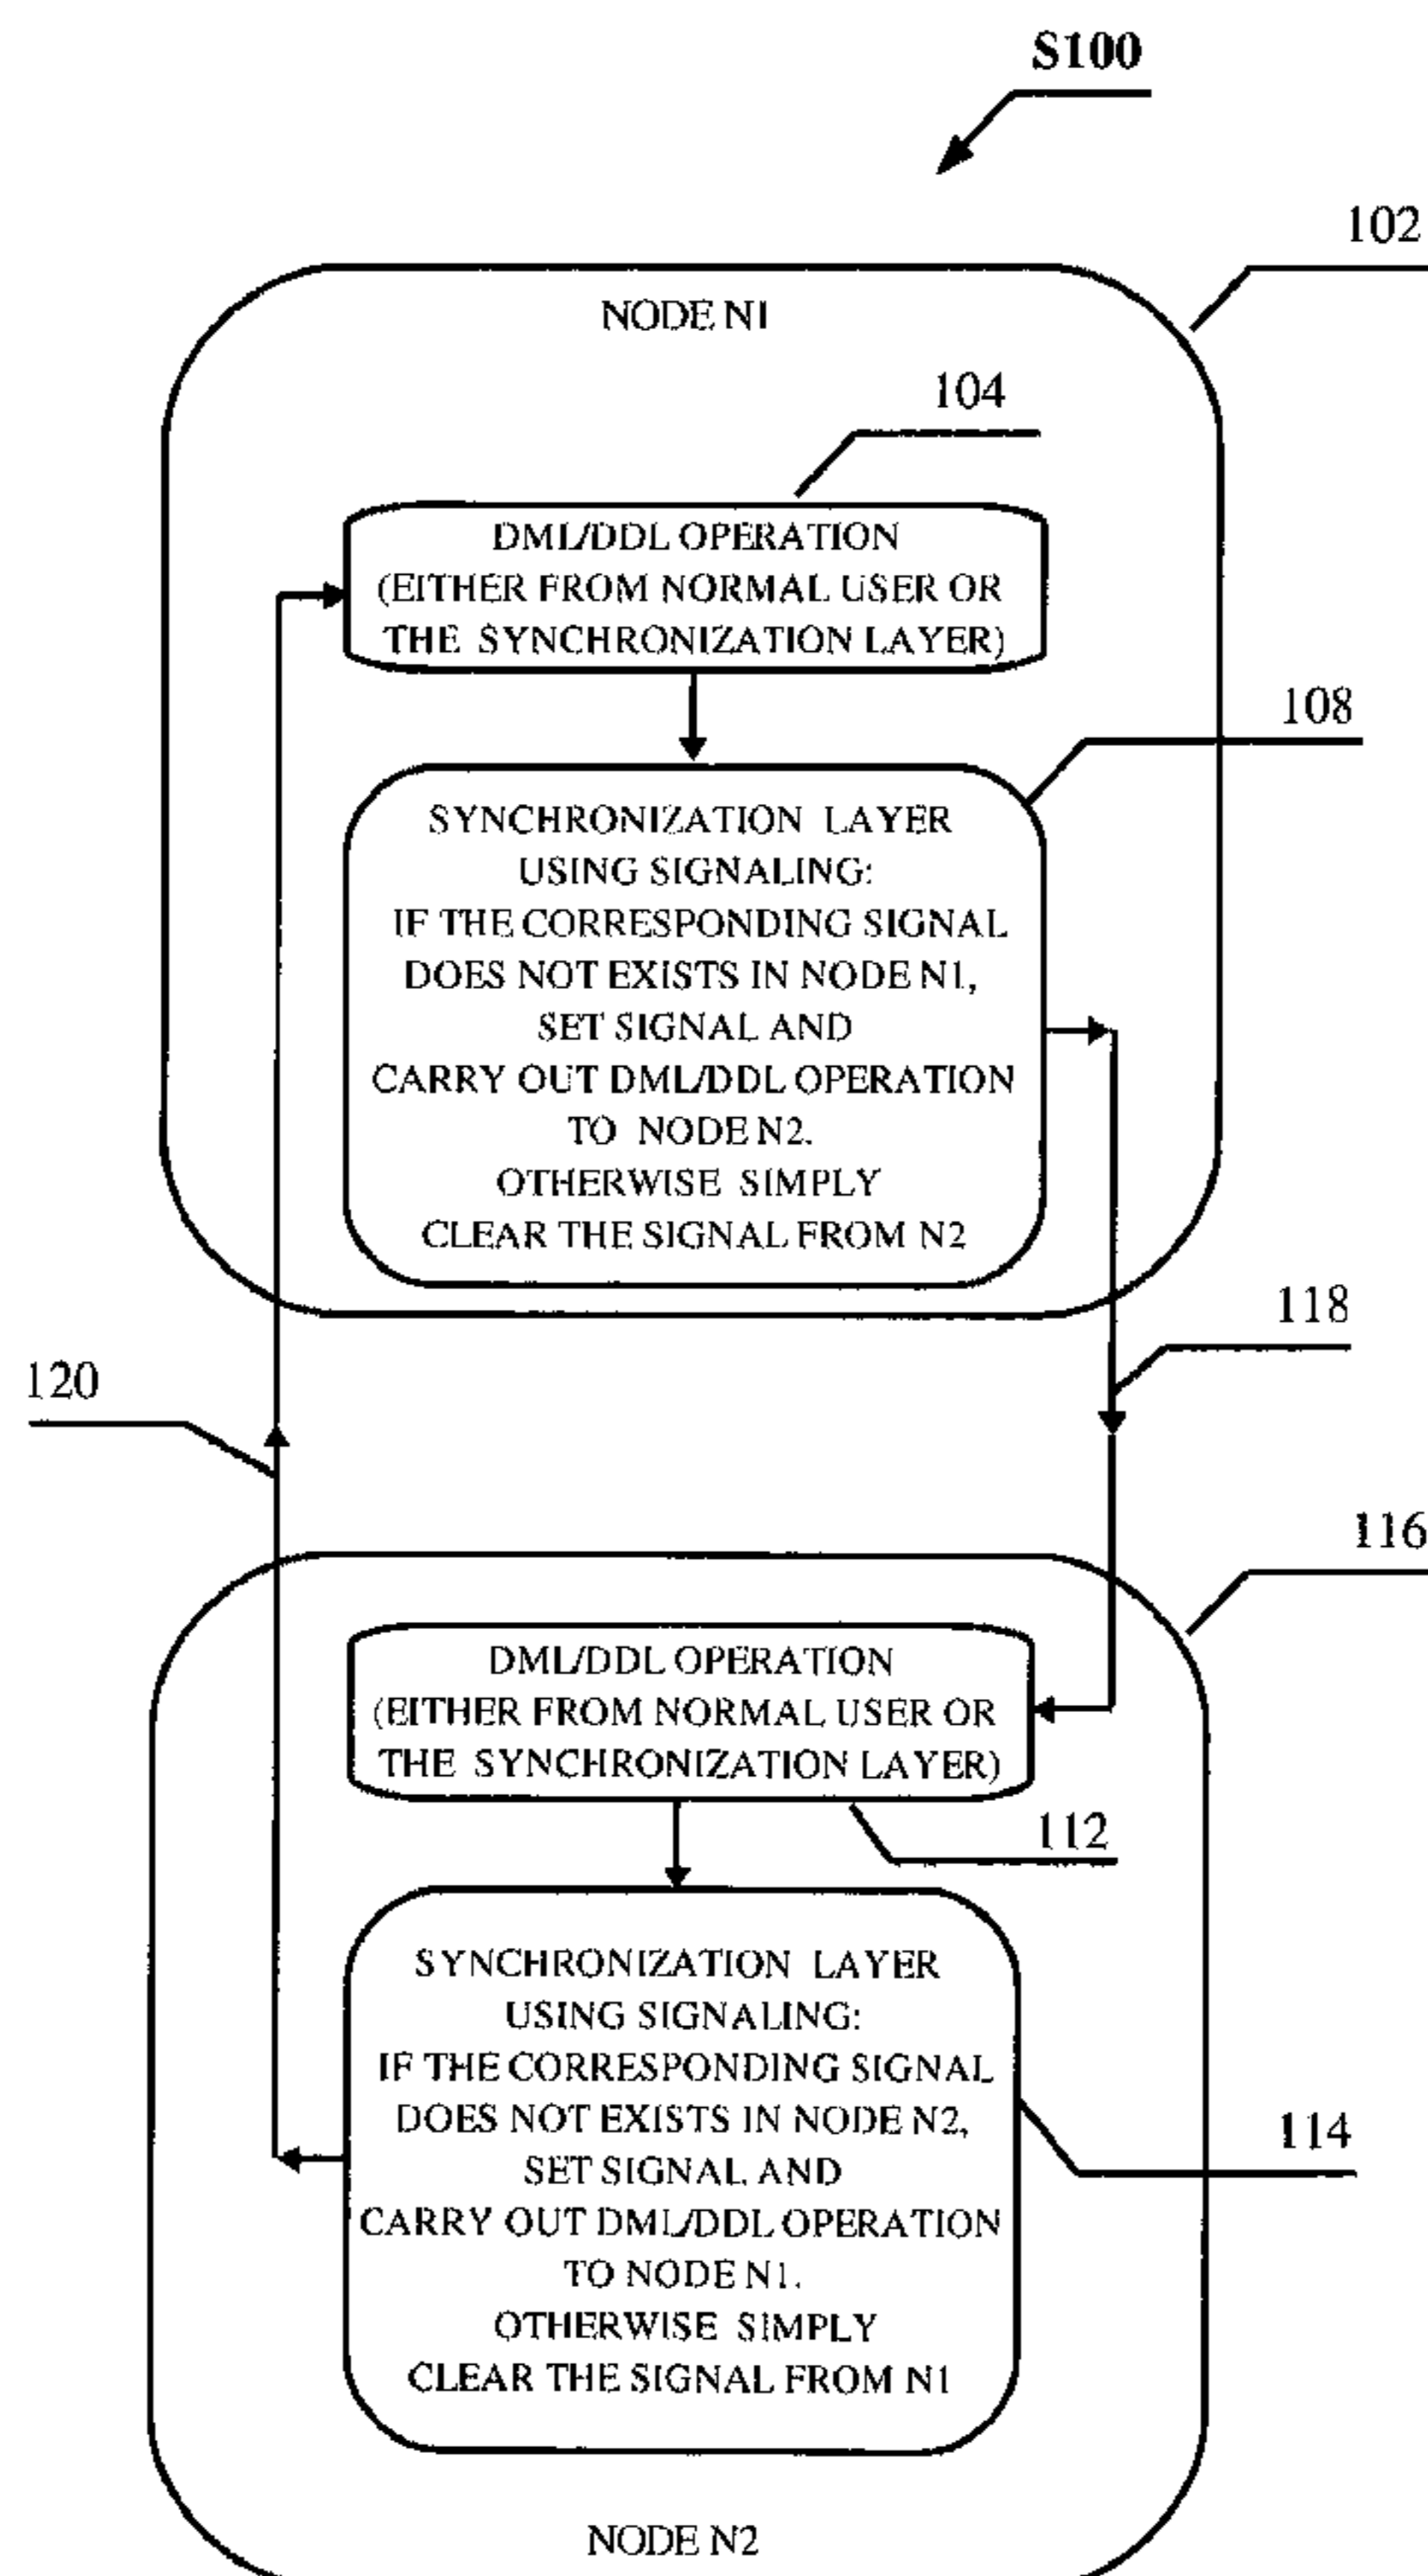 S100
102
NODE N1
104
DML/DDL OPERATION
(EITHER FROM NORMAL USER OR
THE SYNCHRONIZATION LAYER)
108
SYNCHRONIZATION LAYER
USING SIGNALING:
IF THE CORRESPONDING SIGNAL
DOES NOT EXISTS IN NODE N1,
SET SIGNAL AND
CARRY OUT DML/DDL OPERATION
TO NODE N2.
OTHERWISE SIMPLY
CLEAR THE SIGNAL FROM N2
118
120
116
DML/DDL OPERATION
(EITHER FROM NORMAL USER OR
THE SYNCHRONIZATION LAYER)
112
SYNCHRONIZATION LAYER
USING SIGNALING:
IF THE CORRESPONDING SIGNAL
DOES NOT EXISTS IN NODE N2,
SET SIGNAL AND
CARRY OUT DML/DDL OPERATION
TO NODE N1.
OTHERWISE SIMPLY
CLEAR THE SIGNAL FROM N1
114
NODE N2